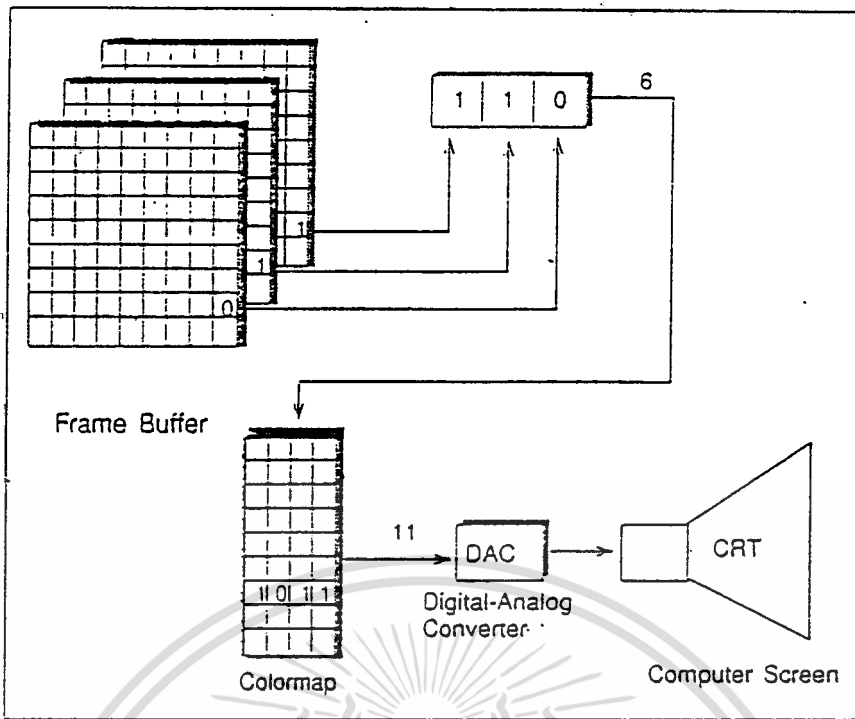 1 1 0
6
1
1
0
Frame Buffer
11
1 0 1 1
DAC
CRT
Digital-Analog
Converter
Colormap
Computer Screen